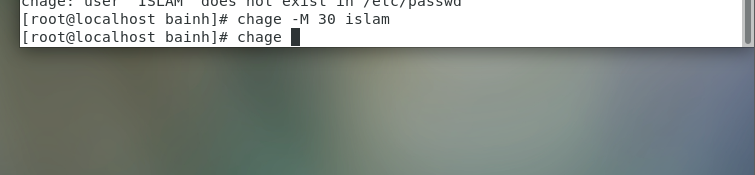 chage: user 'ISLAM' does not exist in /etc/passwd
[root@localhost bainh]# chage -M 30 islam
[root@localhost bainh]# chage